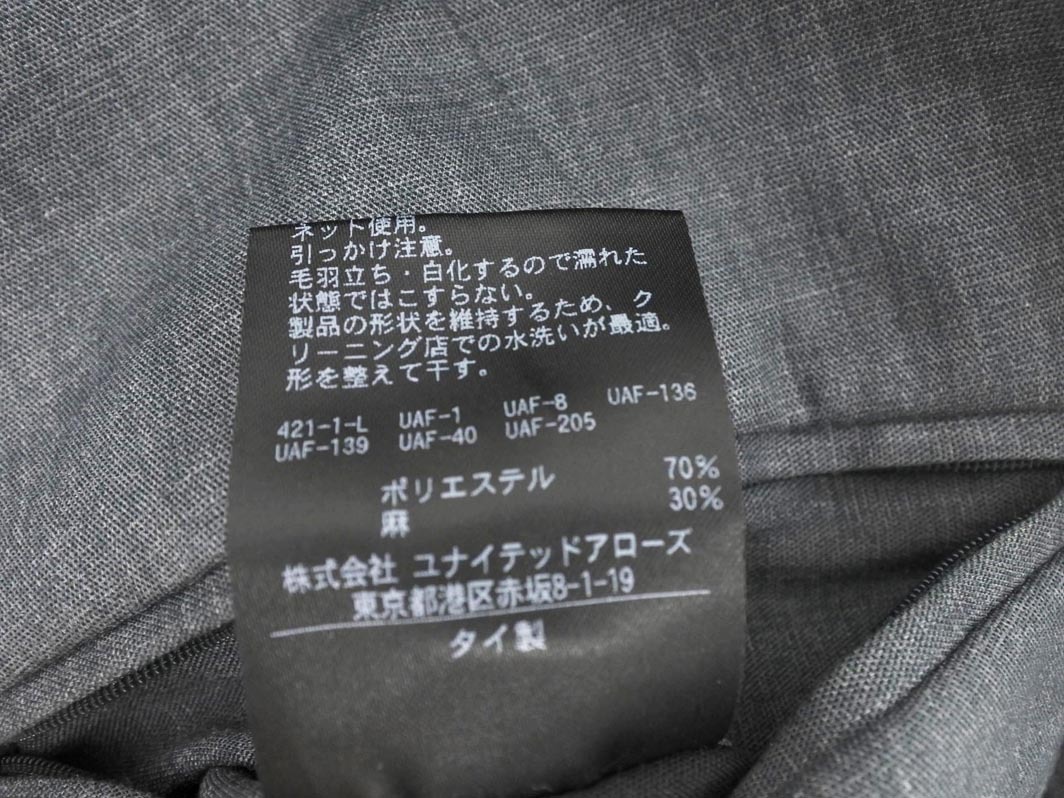 ネット使用。
引っかけ注意。
毛羽立ち・白化するので濡れた
状態ではこすらない。
製品の形状を維持するため、ク
リーニング店での水洗いが最適。
形を整えて干す。
421-1-L UAF-1 UAF-8 UAF-136
UAF-139 UAF-40 UAF-205
ポリエステル 70%
麻 30%
株式会社 ユナイテッドアローズ
東京都港区赤坂8-1-19
タイ製